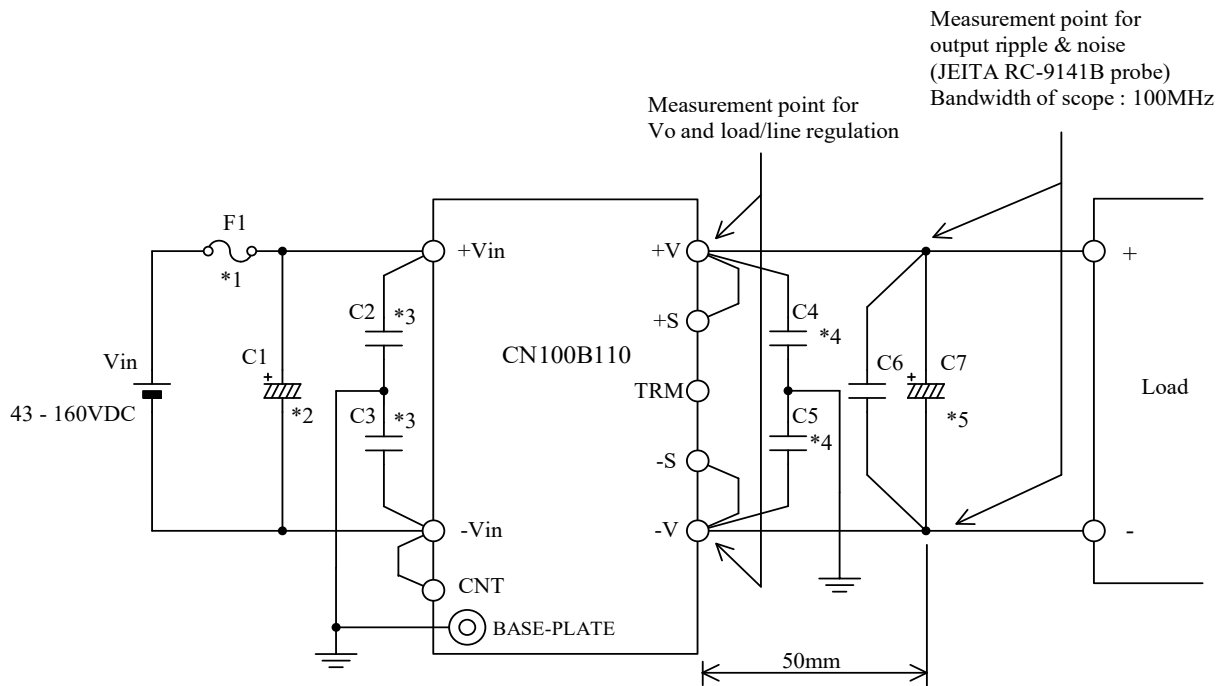 Measurement point for
output ripple & noise
(JEITA RC-9141B probe)
Bandwidth of scope : 100MHz
Measurement point for
Vo and load/line regulation
F1
*1
+Vin
+V
+
C2
*3
C4
*4
+S
Vin
C1
*2
CN100B110
C6
C7
*5
TRM
Load
43 - 160VDC
C3
*3
C5
*4
-S
-Vin
-V
-
CNT
BASE-PLATE
50mm